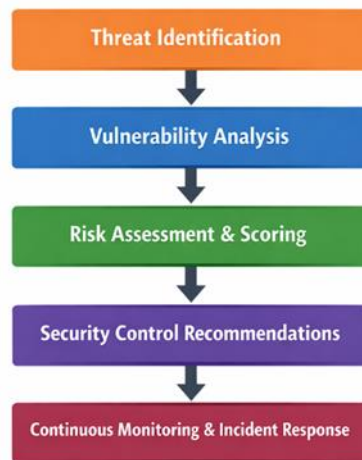 Threat Identification
Vulnerability Analysis
Risk Assessment & Scoring
Security Control Recommendations
Continuous Monitoring & Incident Response